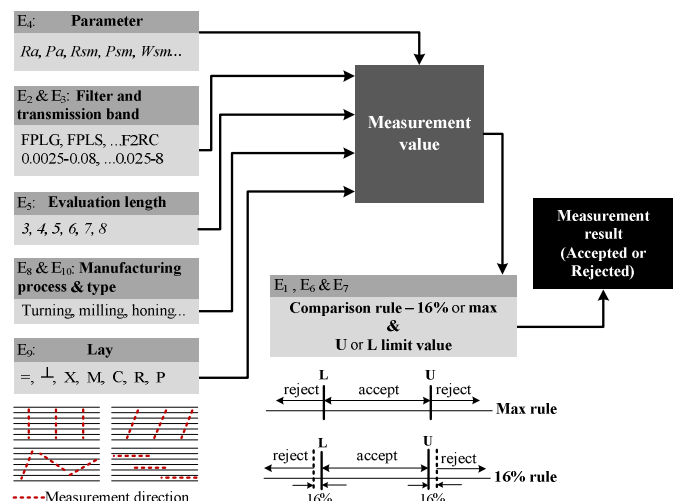 E₄: Parameter
Ra, Pa, Rsm, Psm, Wsm...
E₂ & E₃: Filter and
transmission band
FPLG, FPLS, ...F2RC
0.0025-0.08, ...0.025-8
E₅: Evaluation length
3, 4, 5, 6, 7, 8
E₈ & E₁₀: Manufacturing
process & type
Turning, milling, honing...
E₉: Lay
=, ⊥, X, M, C, R, P
Measurement direction
Measurement
value
E₁ , E₆ & E₇
Comparison rule – 16% or max
&
U or L limit value
Measurement
result
(Accepted or
Rejected)
L U
reject accept reject
Max rule
L U
reject accept reject
16% rule
16% 16%